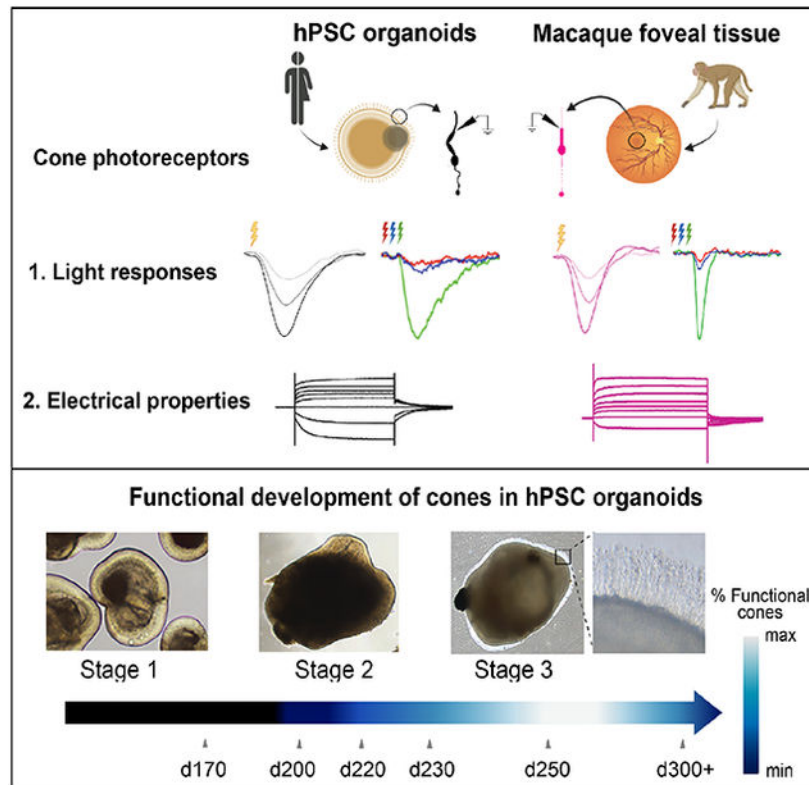 hPSC organoids
Macaque foveal tissue
Cone photoreceptors
1. Light responses
2. Electrical properties
Functional development of cones in hPSC organoids
% Functional
cones
max
min
Stage 1
Stage 2
Stage 3
d170
d200
d220
d230
d250
d300+